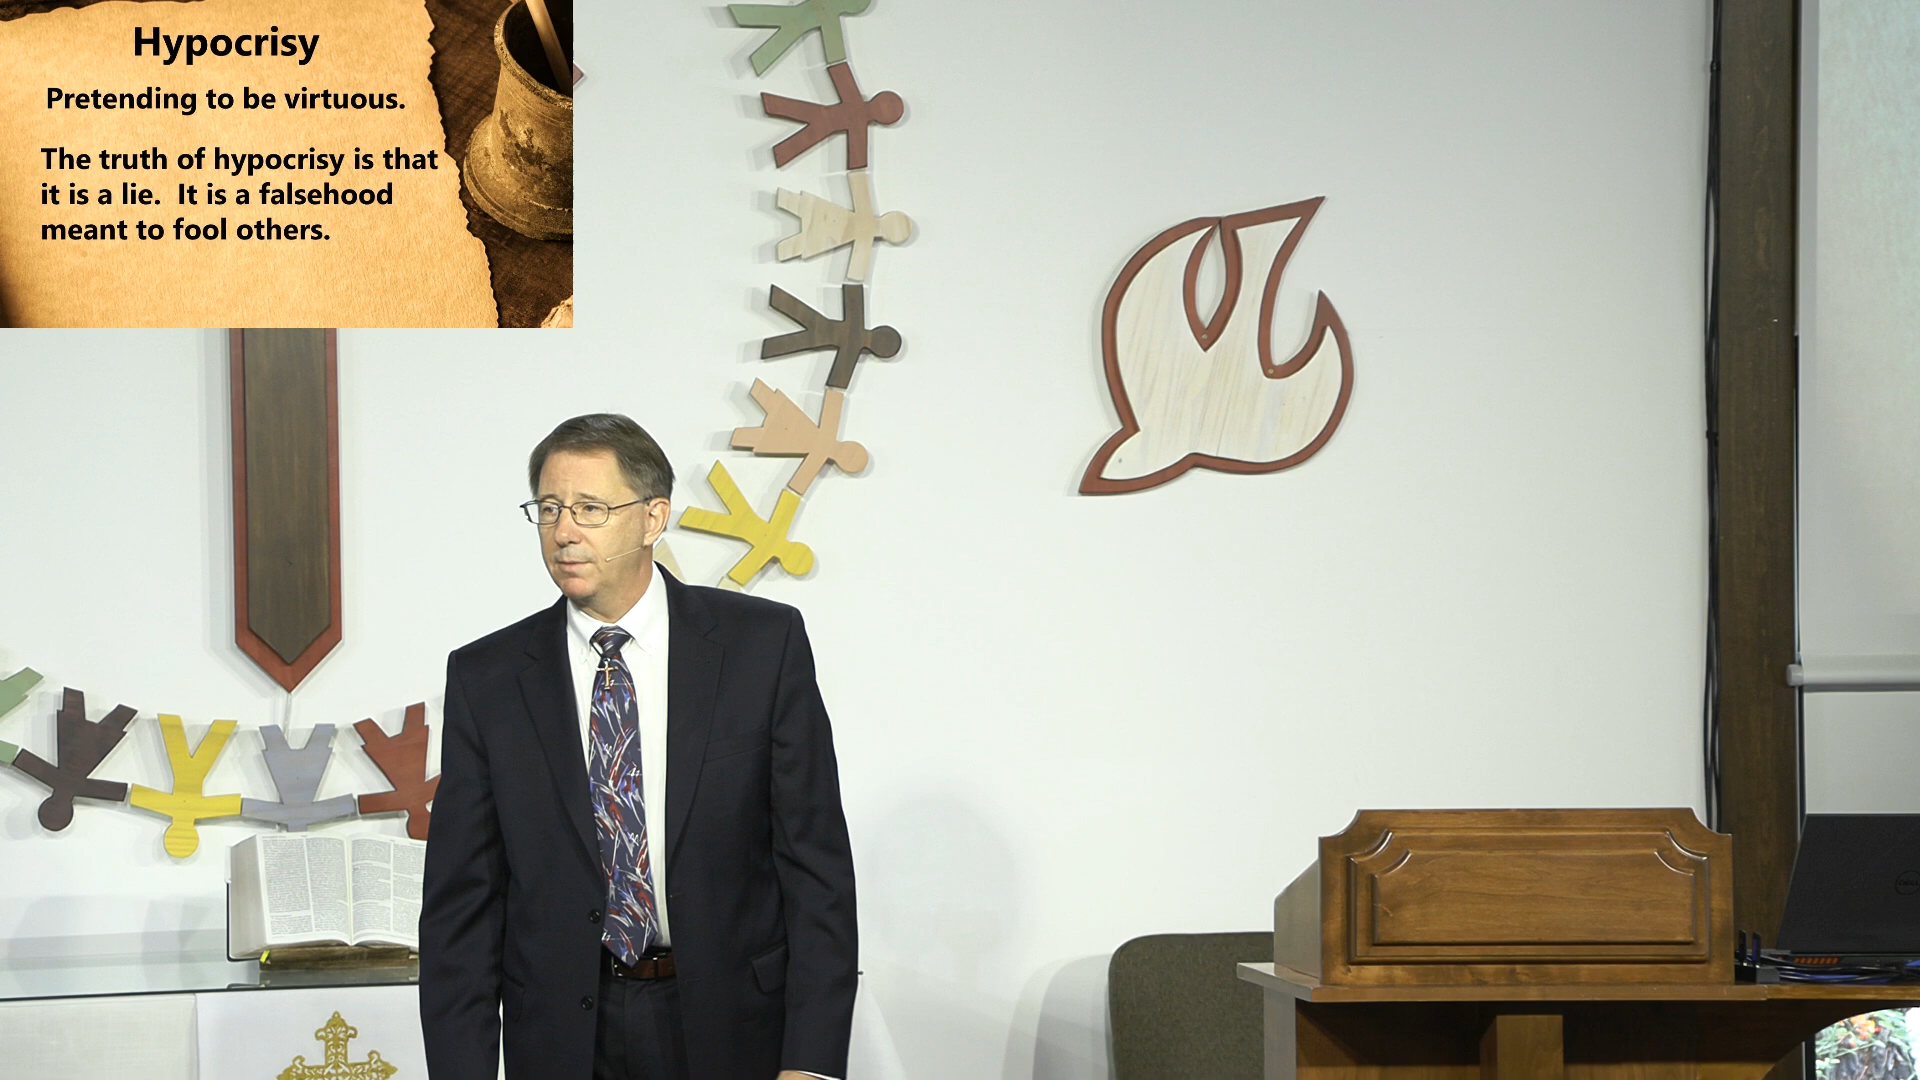 Hypocrisy
Pretending to be virtuous.
The truth of hypocrisy is that
it is a lie.  It is a falsehood
meant to fool others.